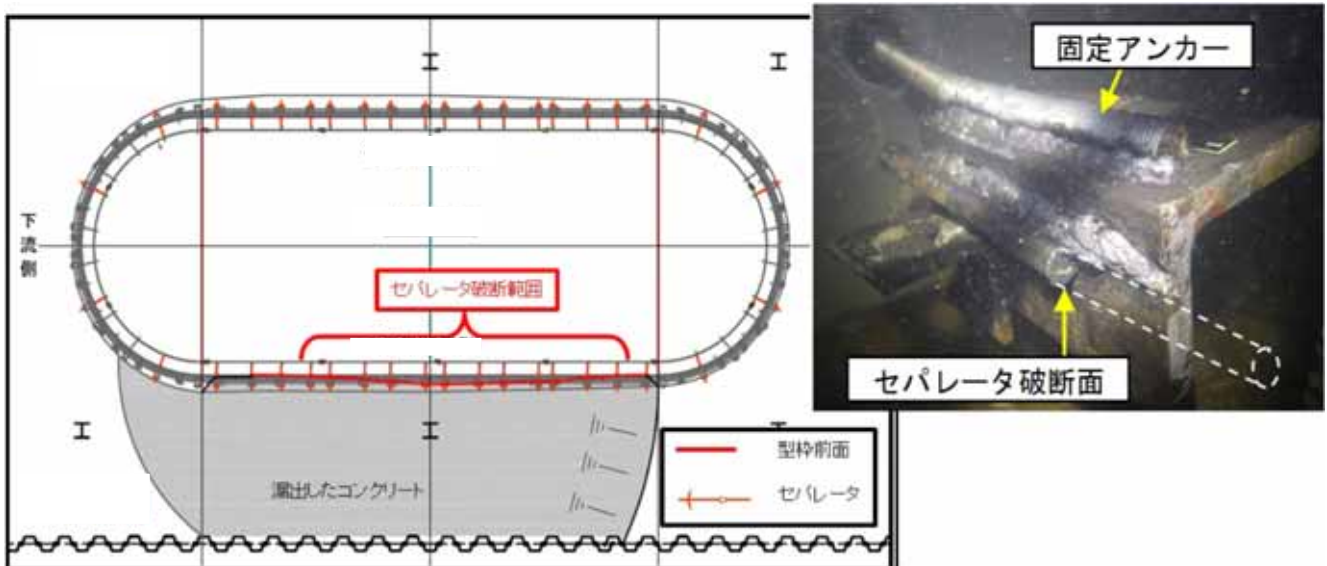 下流側
セパレータ破断範囲
漏出したコンクリート
型枠前面
セパレータ
固定アンカー
セパレータ破断面